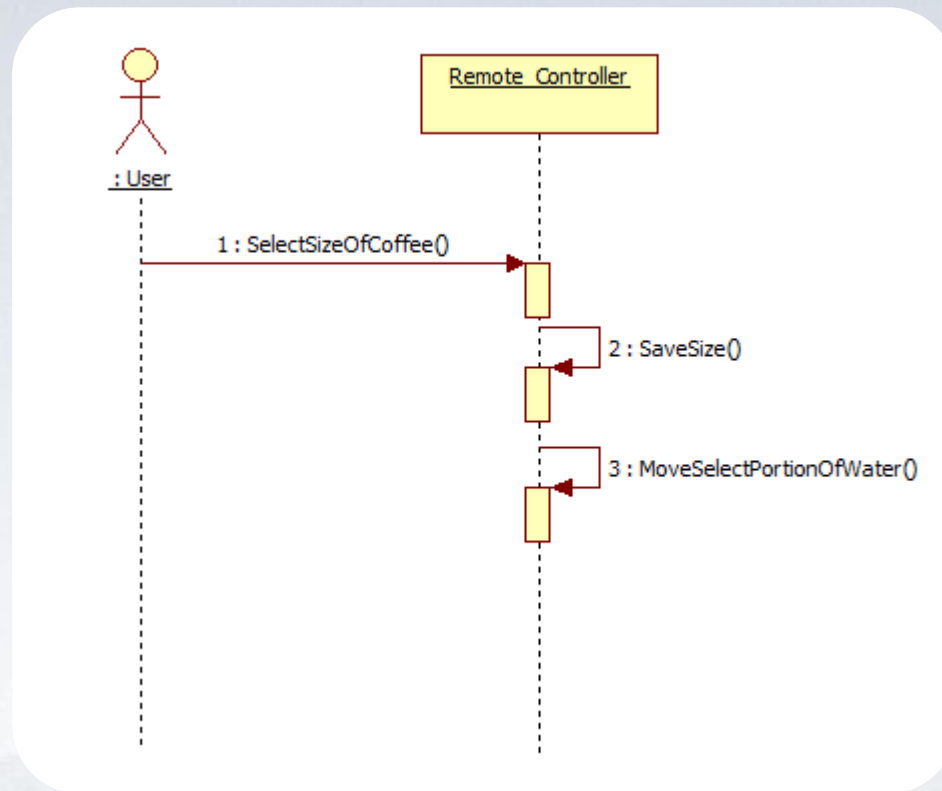 Remote Controller
: User
1 : SelectSizeOfCoffee()
2 : SaveSize()
3 : MoveSelectPortionOfWater()